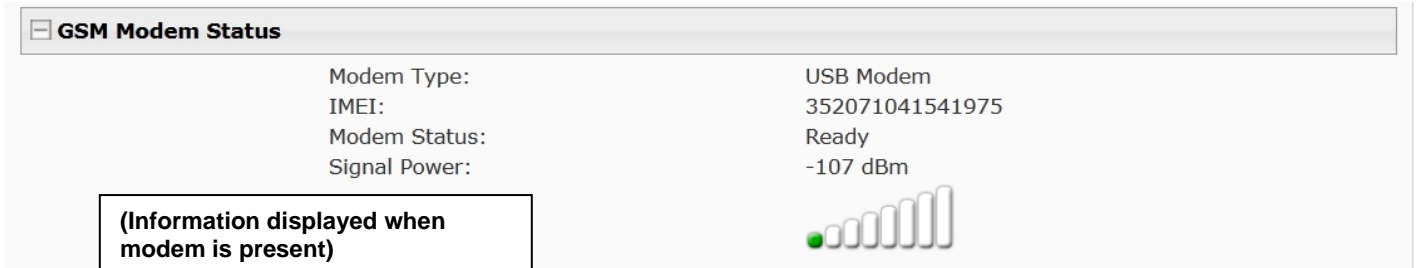 GSM Modem Status
Modem Type: USB Modem
IMEI: 352071041541975
Modem Status: Ready
Signal Power: -107 dBm
(Information displayed when
modem is present)